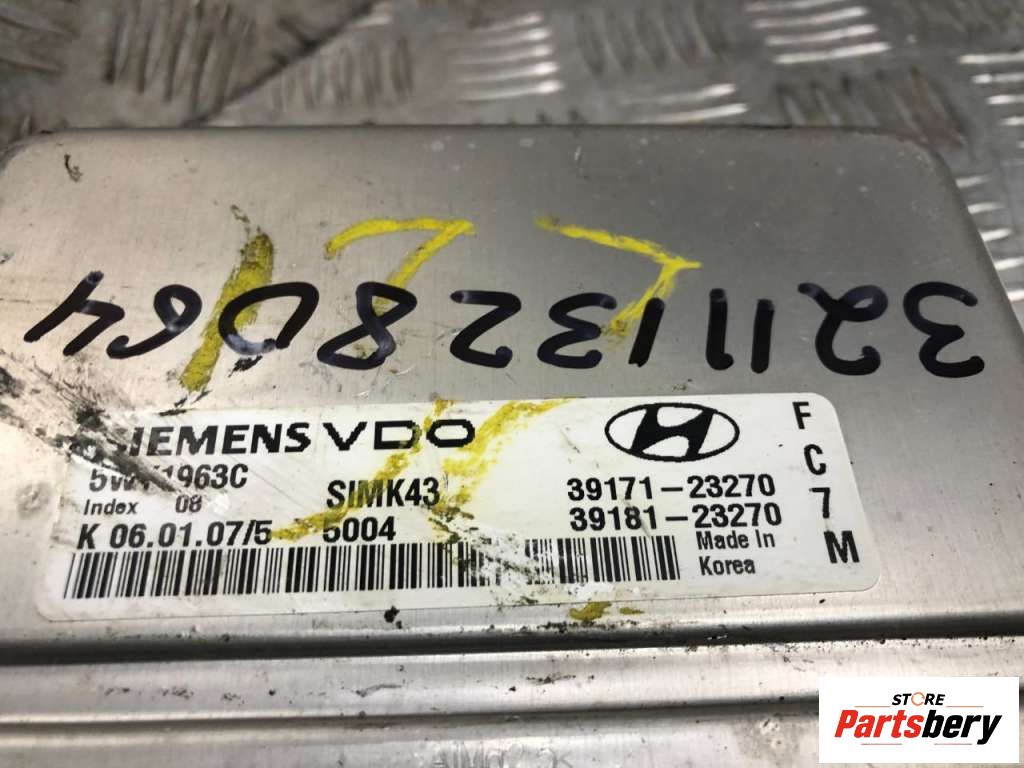 SIEMENS VDO
SIMK43
Index 08
K 06.01.07/5 5004
39171-23270
39181-23270
Made In
Korea
F
C
7
M
STORE
Partsbery